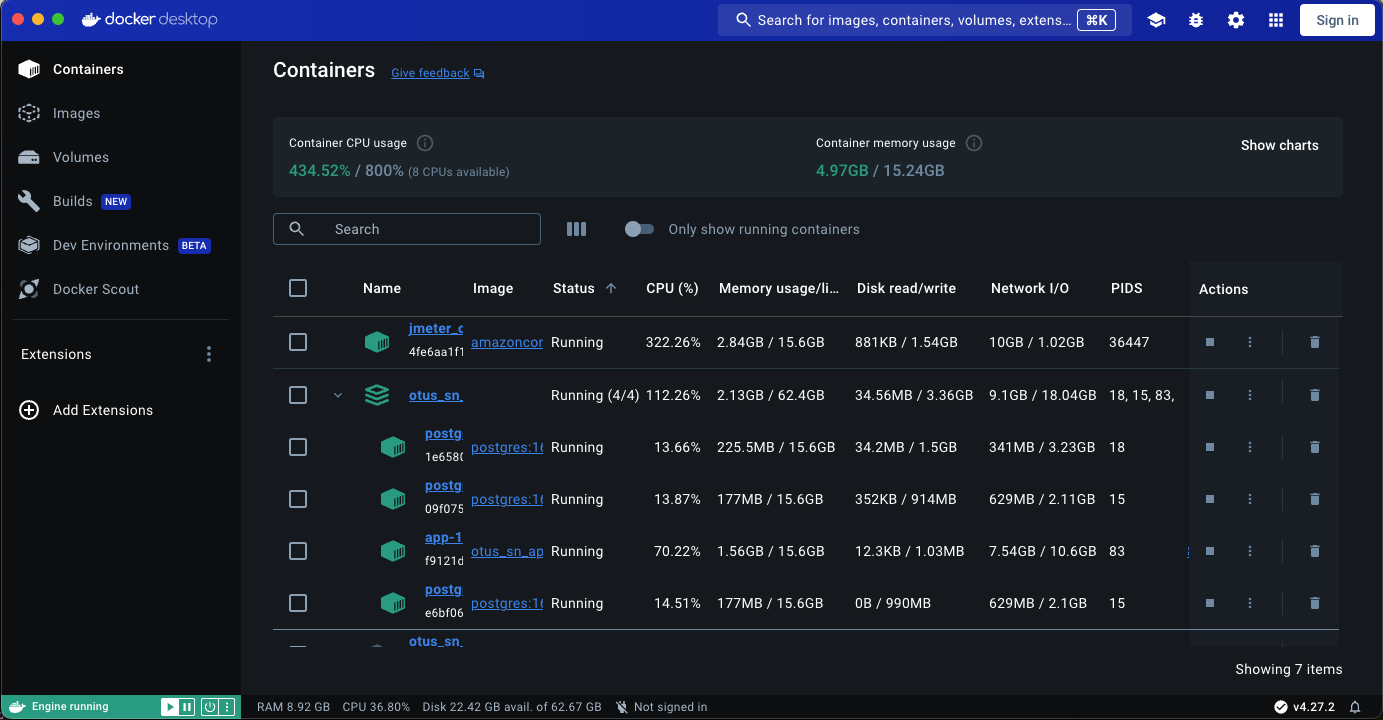 docker desktop
Search for images, containers, volumes, extens... ⌘K
Sign in
Containers
Images
Volumes
Builds NEW
Dev Environments BETA
Docker Scout
Extensions
Add Extensions
Containers Give feedback
Container CPU usage
434.52% / 800% (8 CPUs available)
Container memory usage
4.97GB / 15.24GB
Show charts
Search
Only show running containers
Name Image Status CPU (%) Memory usage/li... Disk read/write Network I/O PIDS Actions
jmeter_c
4fe6aa1f1 amazoncor Running 322.26% 2.84GB / 15.6GB 881KB / 1.54GB 10GB / 1.02GB 36447
otus_sn_ Running (4/4) 112.26% 2.13GB / 62.4GB 34.56MB / 3.36GB 9.1GB / 18.04GB 18, 15, 83,
postg
1e6580 postgres:16 Running 13.66% 225.5MB / 15.6GB 34.2MB / 1.5GB 341MB / 3.23GB 18
postg
09f075 postgres:16 Running 13.87% 177MB / 15.6GB 352KB / 914MB 629MB / 2.11GB 15
app-1
f9121d otus_sn_ap Running 70.22% 1.56GB / 15.6GB 12.3KB / 1.03MB 7.54GB / 10.6GB 83
postg
e6bf06 postgres:16 Running 14.51% 177MB / 15.6GB 0B / 990MB 629MB / 2.1GB 15
otus_sn_
Showing 7 items
Engine running
RAM 8.92 GB CPU 36.80% Disk 22.42 GB avail. of 62.67 GB Not signed in
v4.27.2